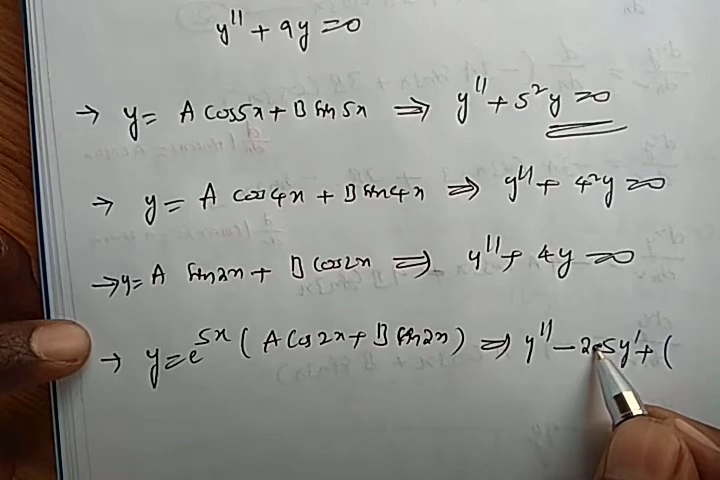 y'' + 9y = 0
→ y = A cos5x + B sin5x ⇒ y'' + 5²y = 0
→ y = A cos4x + B sin4x ⇒ y'' + 4²y = 0
→ y = A sin2x + B cos2x ⇒ y'' + 4y = 0
→ y = e^5x (A cos2x + B sin2x) ⇒ y'' - 2·5y' + (